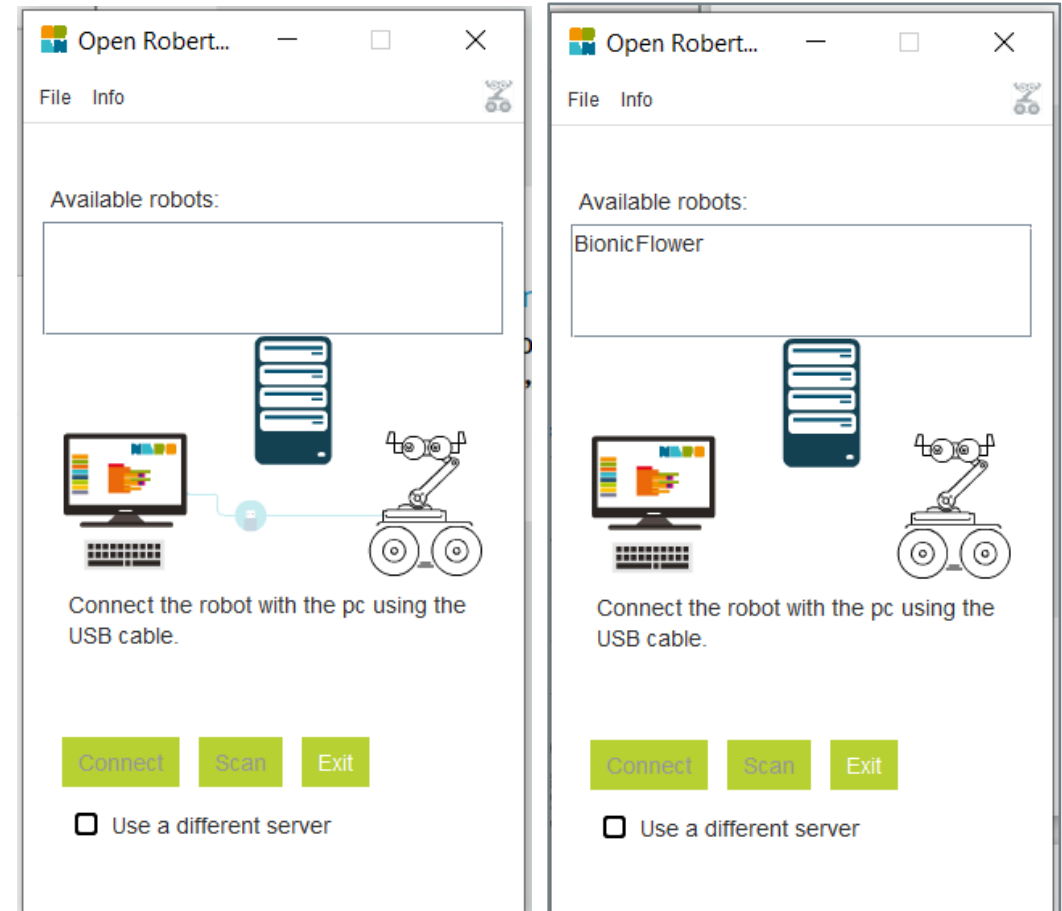 Open Robert...
File Info
Available robots:
Connect the robot with the pc using the
USB cable.
Connect Scan Exit
Use a different server
Open Robert...
File Info
Available robots:
BionicFlower
Connect the robot with the pc using the
USB cable.
Connect Scan Exit
Use a different server